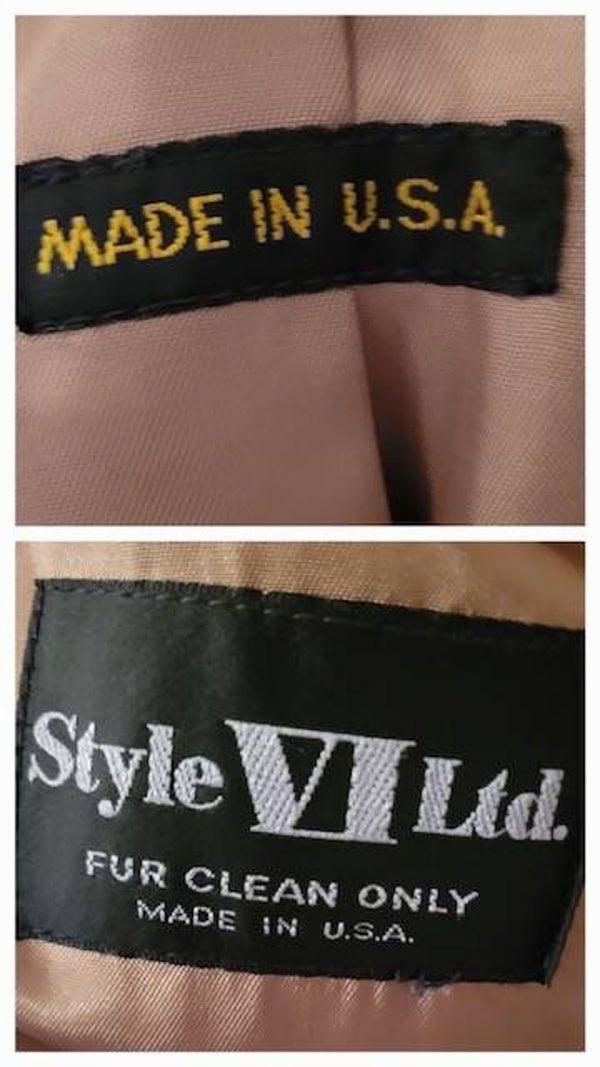 MADE IN U.S.A.
Style VI Ltd.
FUR CLEAN ONLY
MADE IN U.S.A.